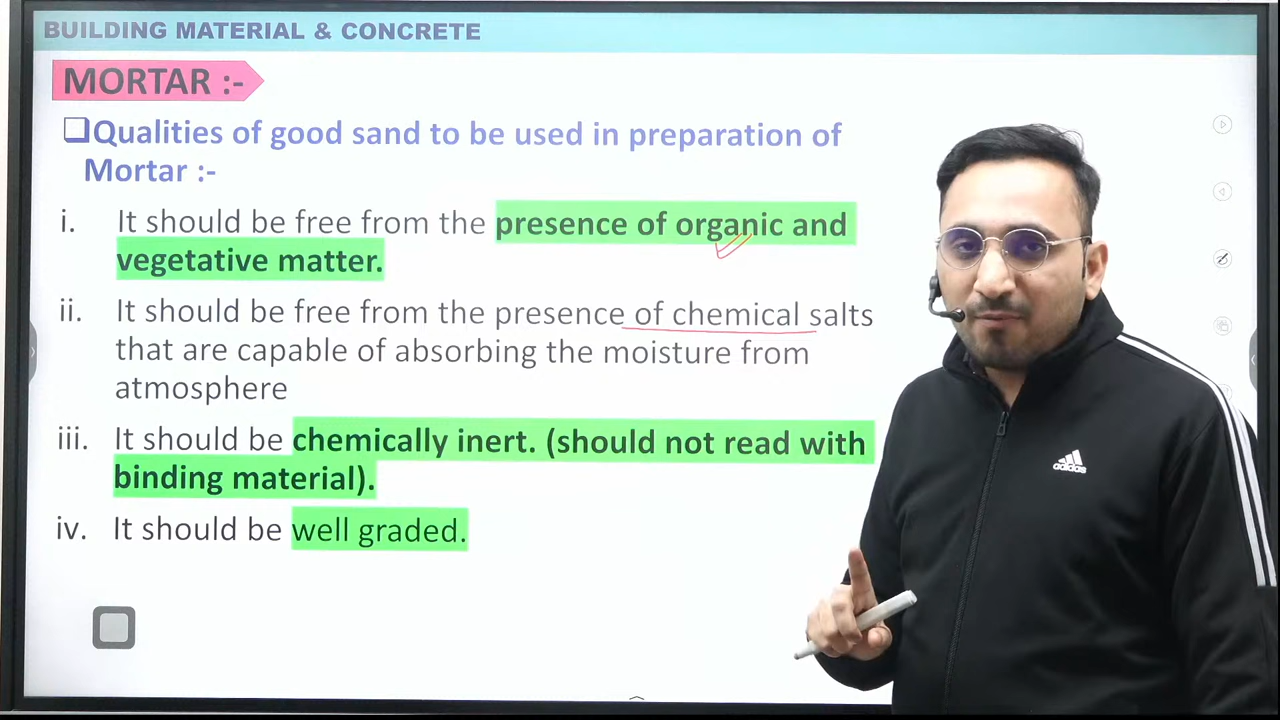 BUILDING MATERIAL & CONCRETE
MORTAR :-
❑Qualities of good sand to be used in preparation of
Mortar :-
i. It should be free from the presence of organic and
vegetative matter.
ii. It should be free from the presence of chemical salts
that are capable of absorbing the moisture from
atmosphere
iii. It should be chemically inert. (should not read with
binding material).
iv. It should be well graded.
adidas